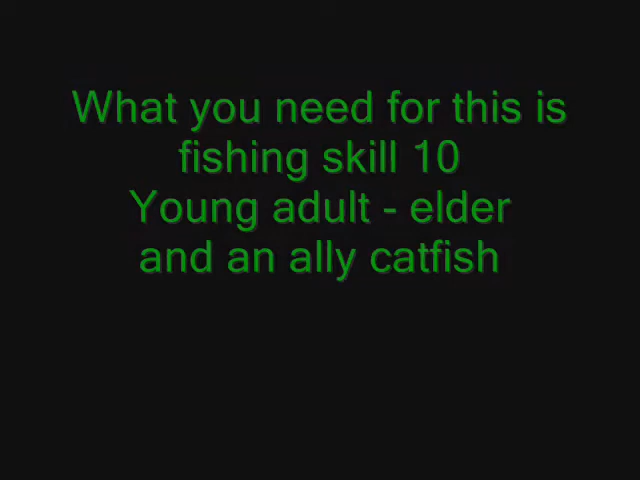 What you need for this is
fishing skill 10
Young adult - elder
and an ally catfish